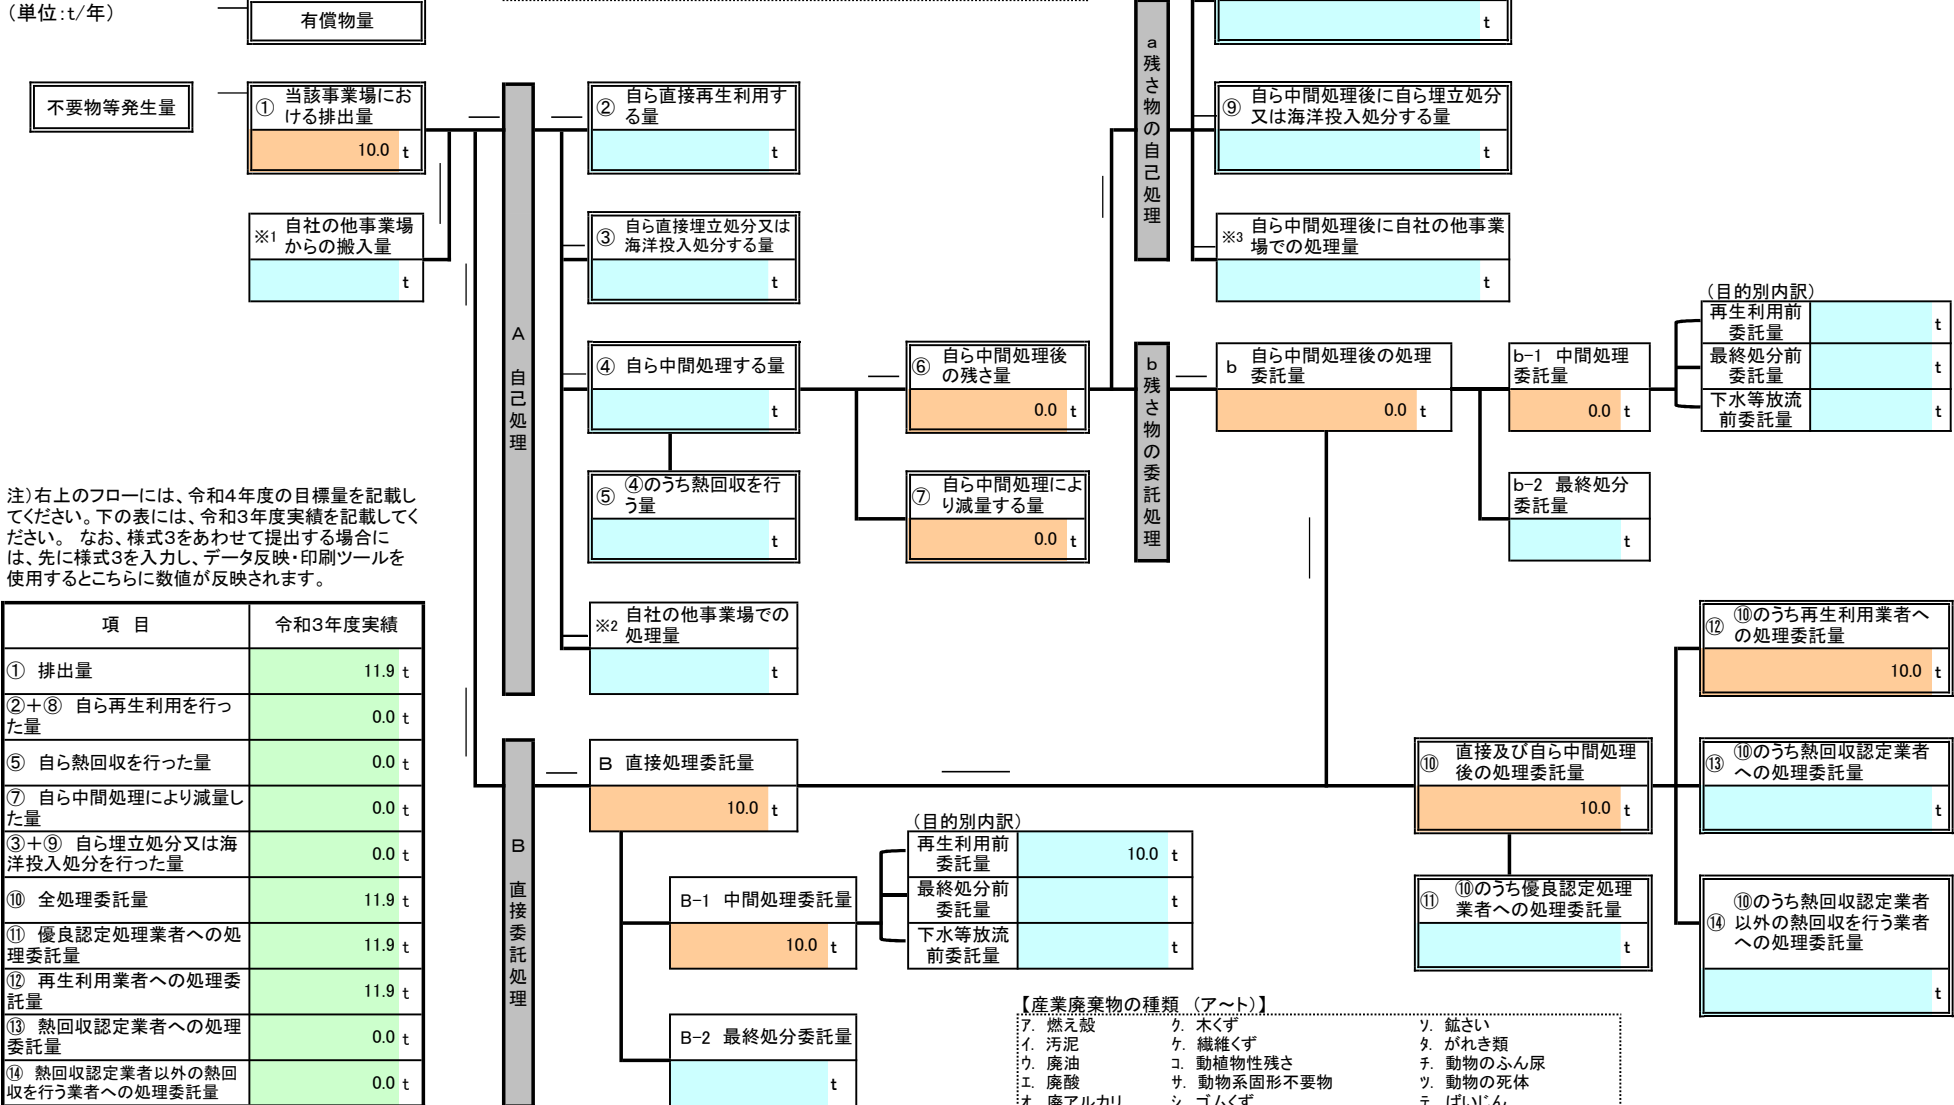 （単位：t/年）
有償物量
t
不要物等発生量
① 当該事業場にお
ける排出量
10.0 t
※1 自社の他事業場
からの搬入量
t
A 自己処理
② 自ら直接再生利用す
る量
t
③ 自ら直接埋立処分又は
海洋投入処分する量
t
④ 自ら中間処理する量
t
⑤ ④のうち熱回収を行
う量
t
※2 自社の他事業場での
処理量
t
⑥ 自ら中間処理後
の残さ量
0.0 t
⑦ 自ら中間処理によ
り減量する量
0.0 t
a残さ物の自己処理
⑨ 自ら中間処理後に自ら埋立処分
又は海洋投入処分する量
t
※3 自ら中間処理後に自社の他事業
場での処理量
t
b残さ物の委託処理
b 自ら中間処理後の処理
委託量
0.0 t
b-1 中間処理
委託量
0.0 t
（目的別内訳）
再生利用前
委託量
t
最終処分前
委託量
t
下水等放流
前委託量
t
b-2 最終処分
委託量
t
注）右上のフローには、令和４年度の目標量を記載し
てください。下の表には、令和３年度実績を記載してく
ださい。 なお、様式３をあわせて提出する場合に
は、先に様式３を入力し、データ反映・印刷ツールを
使用するとこちらに数値が反映されます。
項 目 令和３年度実績
① 排出量 11.9 t
②＋⑧ 自ら再生利用を行っ
た量 0.0 t
⑤ 自ら熱回収を行った量 0.0 t
⑦ 自ら中間処理により減量し
た量 0.0 t
③＋⑨ 自ら埋立処分又は海
洋投入処分を行った量 0.0 t
⑩ 全処理委託量 11.9 t
⑪ 優良認定処理業者への処
理委託量 11.9 t
⑫ 再生利用業者への処理委
託量 11.9 t
⑬ 熱回収認定業者への処理
委託量 0.0 t
⑭ 熱回収認定業者以外の熱回
収を行う業者への処理委託量 0.0 t
B 直接委託処理
B 直接処理委託量
10.0 t
B-1 中間処理委託量
10.0 t
（目的別内訳）
再生利用前
委託量
10.0 t
最終処分前
委託量
t
下水等放流
前委託量
t
B-2 最終処分委託量
t
⑩ 直接及び自ら中間処理
後の処理委託量
10.0 t
⑪ ⑩のうち優良認定処理
業者への処理委託量
t
⑫ ⑩のうち再生利用業者へ
の処理委託量
10.0 t
⑬ ⑩のうち熱回収認定業者
への処理委託量
t
⑭ ⑩のうち熱回収認定業者
以外の熱回収を行う業者
への処理委託量
t
【産業廃棄物の種類 （ア～ト）】
ア. 燃え殻 ク. 木くず ソ. 鉱さい
イ. 汚泥 ケ. 繊維くず タ. がれき類
ウ. 廃油 コ. 動植物性残さ チ. 動物のふん尿
エ. 廃酸 サ. 動物系固形不要物 ツ. 動物の死体
オ. 廃アルカリ シ. ゴムくず テ. ばいじん